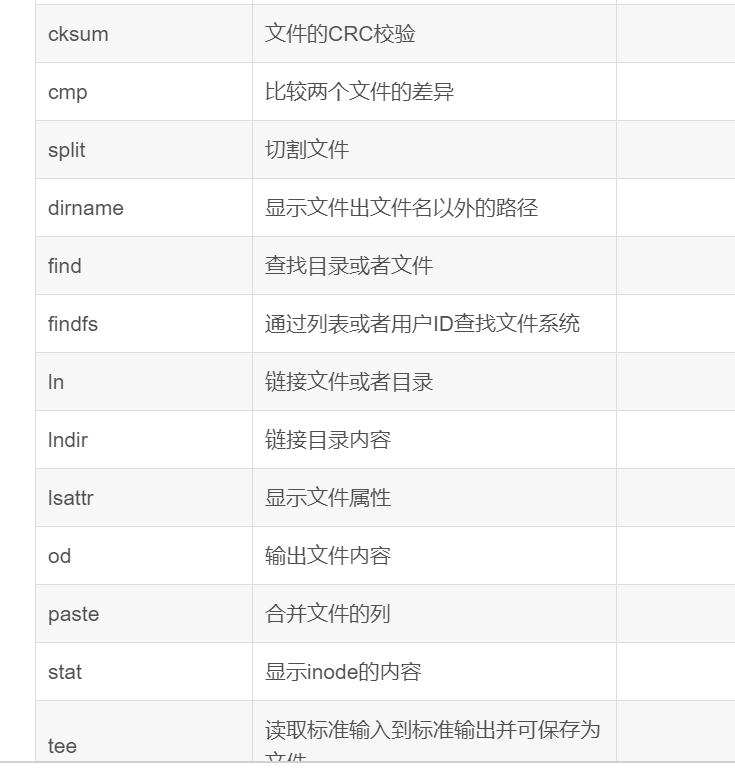 cksum 文件的CRC校验
cmp 比较两个文件的差异
split 切割文件
dirname 显示文件出文件名以外的路径
find 查找目录或者文件
findfs 通过列表或者用户ID查找文件系统
ln 链接文件或者目录
lndir 链接目录内容
lsattr 显示文件属性
od 输出文件内容
paste 合并文件的列
stat 显示inode的内容
tee 读取标准输入到标准输出并可保存为
文件